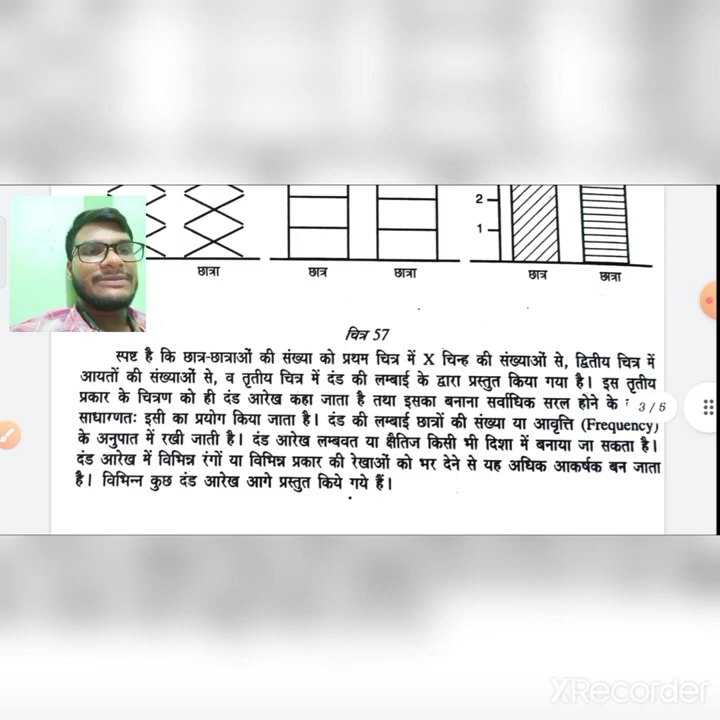 2
1
छात्रा छात्र छात्रा छात्र छात्रा
चित्र 57
स्पष्ट है कि छात्र-छात्राओं की संख्या को प्रथम चित्र में X चिन्ह की संख्याओं से, द्वितीय चित्र में
आयतों की संख्याओं से, व तृतीय चित्र में दंड की लम्बाई के द्वारा प्रस्तुत किया गया है। इस तृतीय
प्रकार के चित्रण को ही दंड आरेख कहा जाता है तथा इसका बनाना सर्वाधिक सरल होने के
3 / 5
साधाग्णतः इसी का प्रयोग किया जाता है। दंड की लम्बाई छात्रों की संख्या या आवृत्ति (Frequency)
के अनुपात में रखी जाती है। दंड आरेख लम्बवत या क्षैतिज किसी भी दिशा में बनाया जा सकता है।
दंड आरेख में विभिन्न रंगों या विभिन्न प्रकार की रेखाओं को भर देने से यह अधिक आकर्षक बन जाता
है। विभिन्न कुछ दंड आरेख आगे प्रस्तुत किये गये हैं।
XRecorder